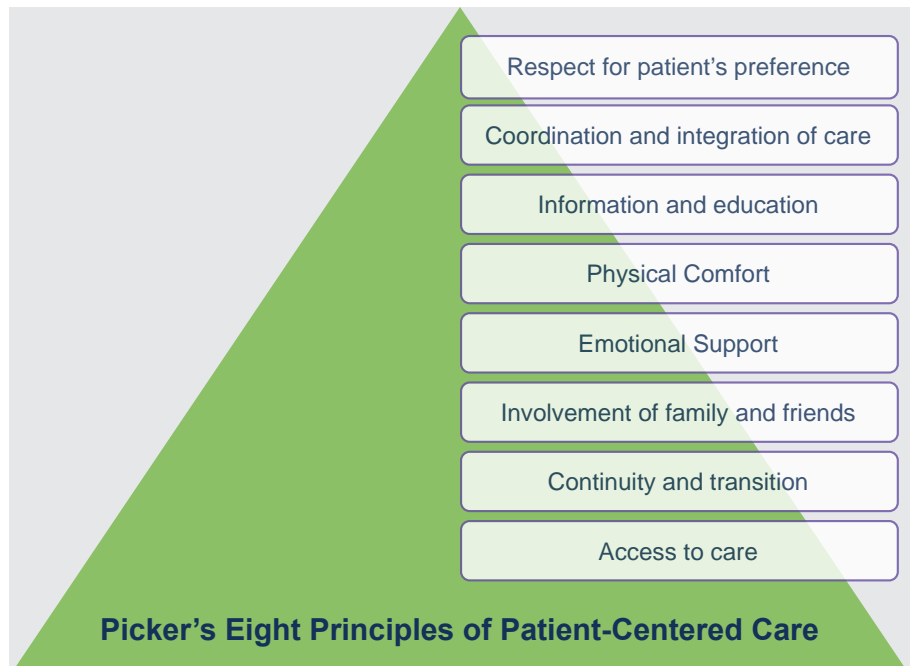 Respect for patient’s preference
Coordination and integration of care
Information and education
Physical Comfort
Emotional Support
Involvement of family and friends
Continuity and transition
Access to care
Picker’s Eight Principles of Patient-Centered Care